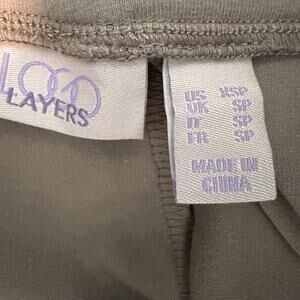 LOGO
LAYERS
US XSP
UK SP
IT SP
FR SP
MADE IN
CHINA